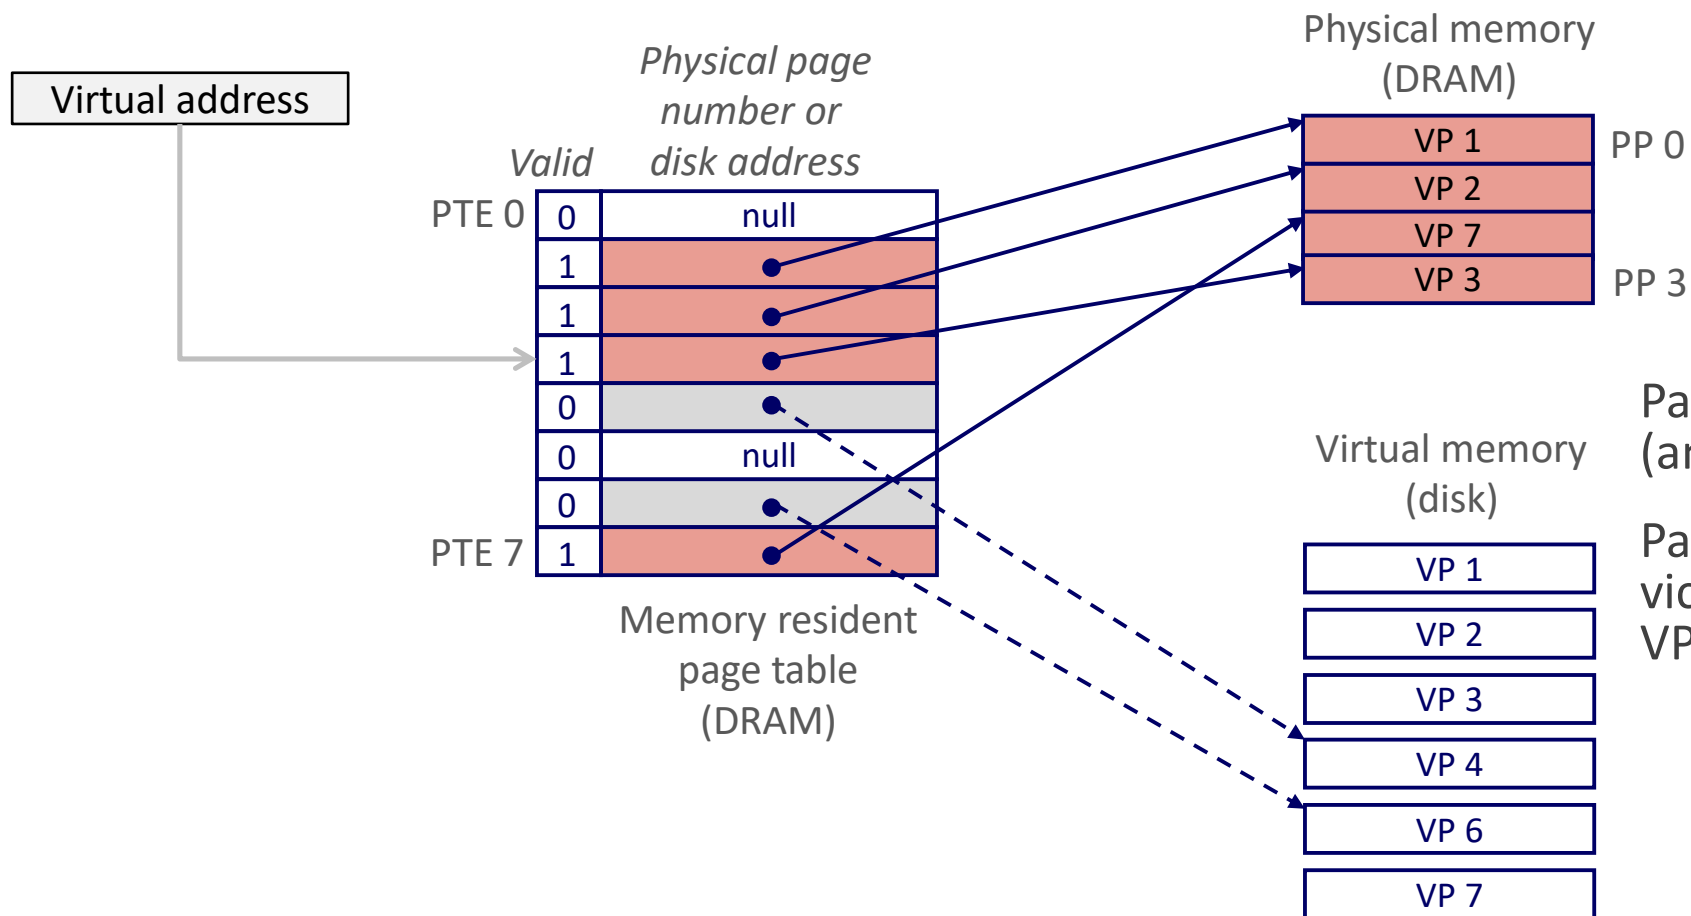 Virtual address
Physical page
number or
disk address
Valid
PTE 0
0
null
1
1
1
0
0
null
0
PTE 7
1
Memory resident
page table
(DRAM)
Physical memory
(DRAM)
VP 1
PP 0
VP 2
VP 7
VP 3
PP 3
Virtual memory
(disk)
VP 1
VP 2
VP 3
VP 4
VP 6
VP 7
VP